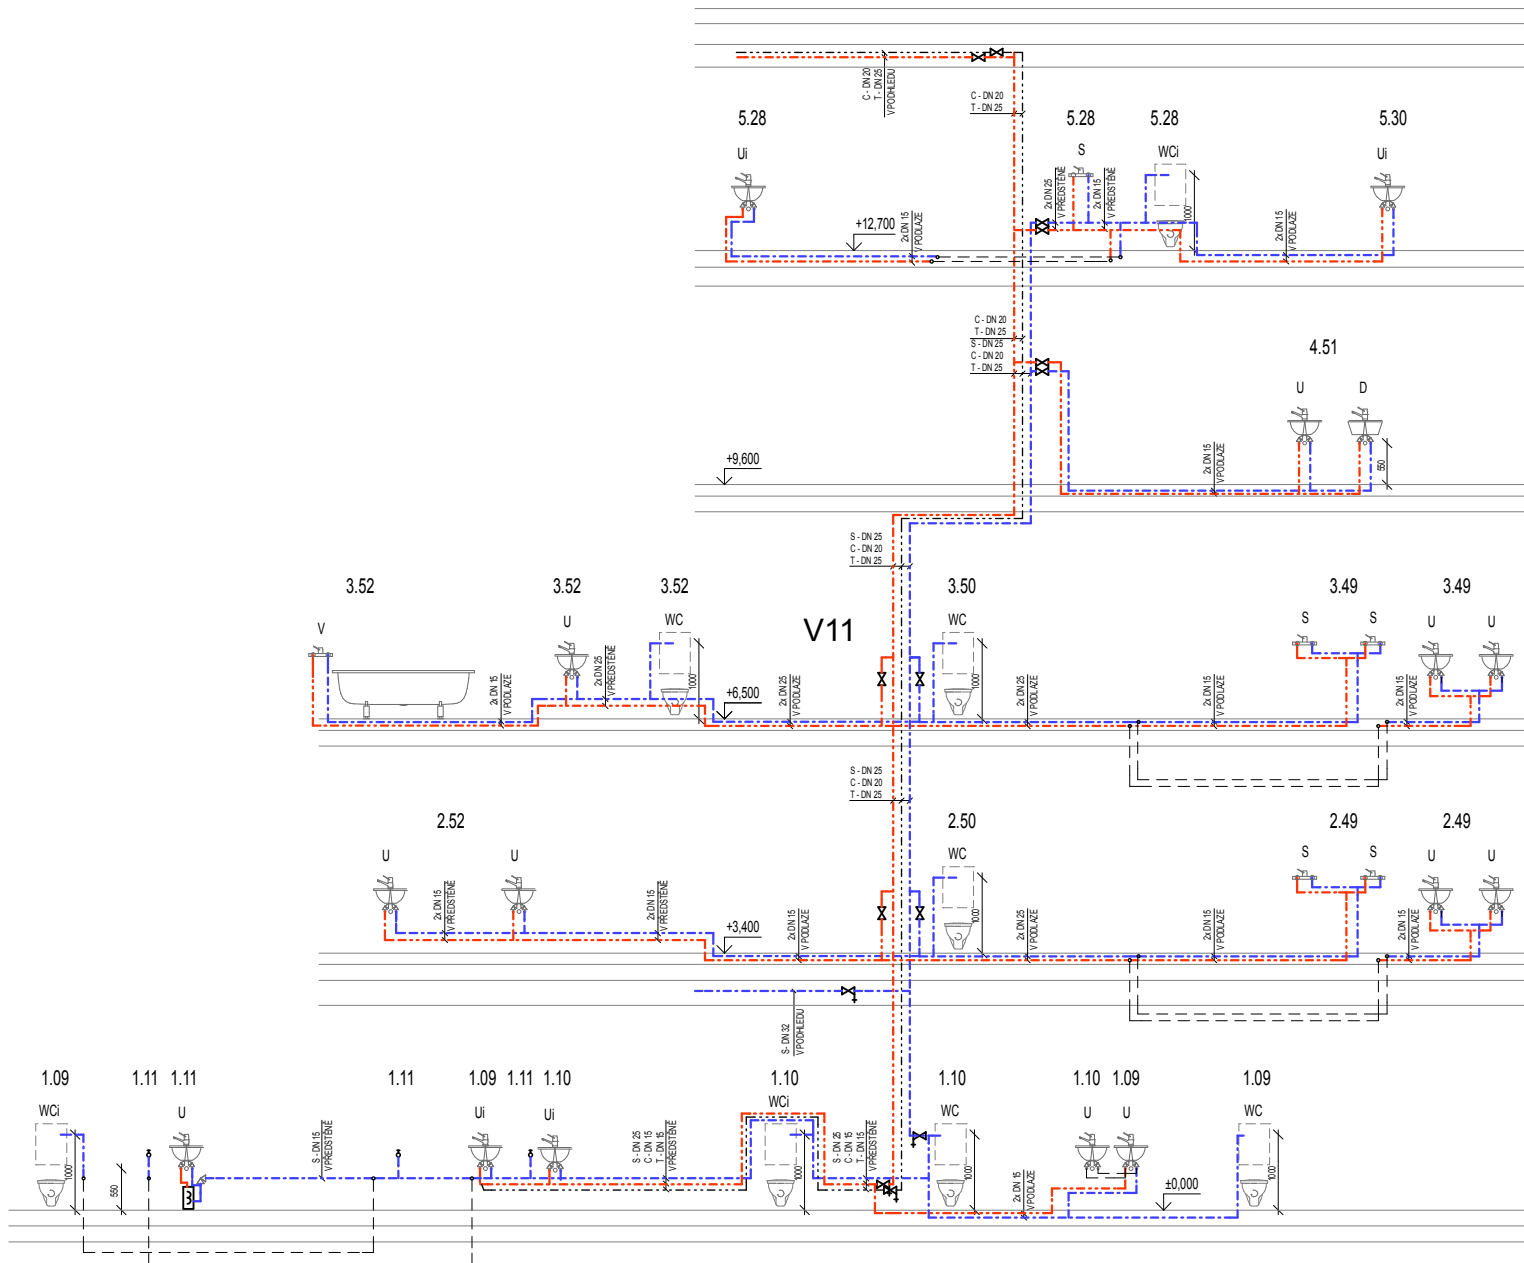 C - DN 20
T - DN 25
V PODHLEDU
C - DN 20
T - DN 25
5.28
5.28
5.28
5.30
Ui
S
WCi
Ui
2x DN 25
V PŘEDSTĚNĚ
2x DN 15
V PŘEDSTĚNĚ
1000
+12,700
2x DN 15
V PODLAZE
2x DN 15
V PODLAZE
C - DN 20
T - DN 25
S - DN 25
C - DN 20
T - DN 25
4.51
U
D
+9,600
2x DN 15
V PODLAZE
550
S - DN 25
C - DN 20
T - DN 25
3.52
3.52
3.52
3.50
3.49
3.49
V
U
WC
V11
WC
S
S
U
U
2x DN 15
V PODLAZE
2x DN 25
V PŘEDSTĚNĚ
1000
+6,500
2x DN 25
V PODLAZE
1000
2x DN 25
V PODLAZE
2x DN 15
V PODLAZE
2x DN 15
V PODLAZE
S - DN 25
C - DN 20
T - DN 25
2.52
2.50
2.49
2.49
U
U
WC
S
S
U
U
2x DN 15
V PŘEDSTĚNĚ
2x DN 15
V PŘEDSTĚNĚ
+3,400
2x DN 15
V PODLAZE
1000
2x DN 25
V PODLAZE
2x DN 15
V PODLAZE
2x DN 15
V PODLAZE
S - DN 32
V PODHLEDU
1.09
1.11
1.11
1.11
1.09
1.11
1.10
1.10
1.10
1.10
1.09
1.09
WCi
U
Ui
Ui
WCi
WC
U
U
WC
1000
550
S - DN 15
V PŘEDSTĚNĚ
S - DN 25
C - DN 15
T - DN 15
V PŘEDSTĚNĚ
1000
S - DN 25
C - DN 15
T - DN 15
V PŘEDSTĚNĚ
1000
2x DN 15
V PODLAZE
±0,000
1000